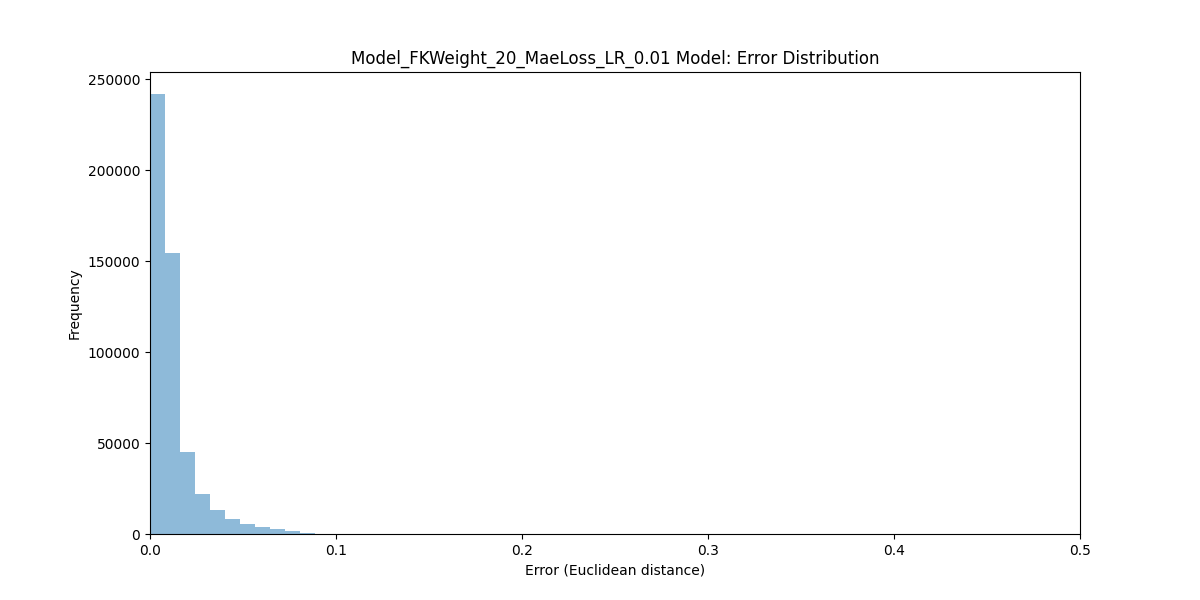 Model_FKWeight_20_MaeLoss_LR_0.01 Model: Error Distribution
250000
200000
150000
100000
50000
0
Frequency
0.0 0.1 0.2 0.3 0.4 0.5
Error (Euclidean distance)